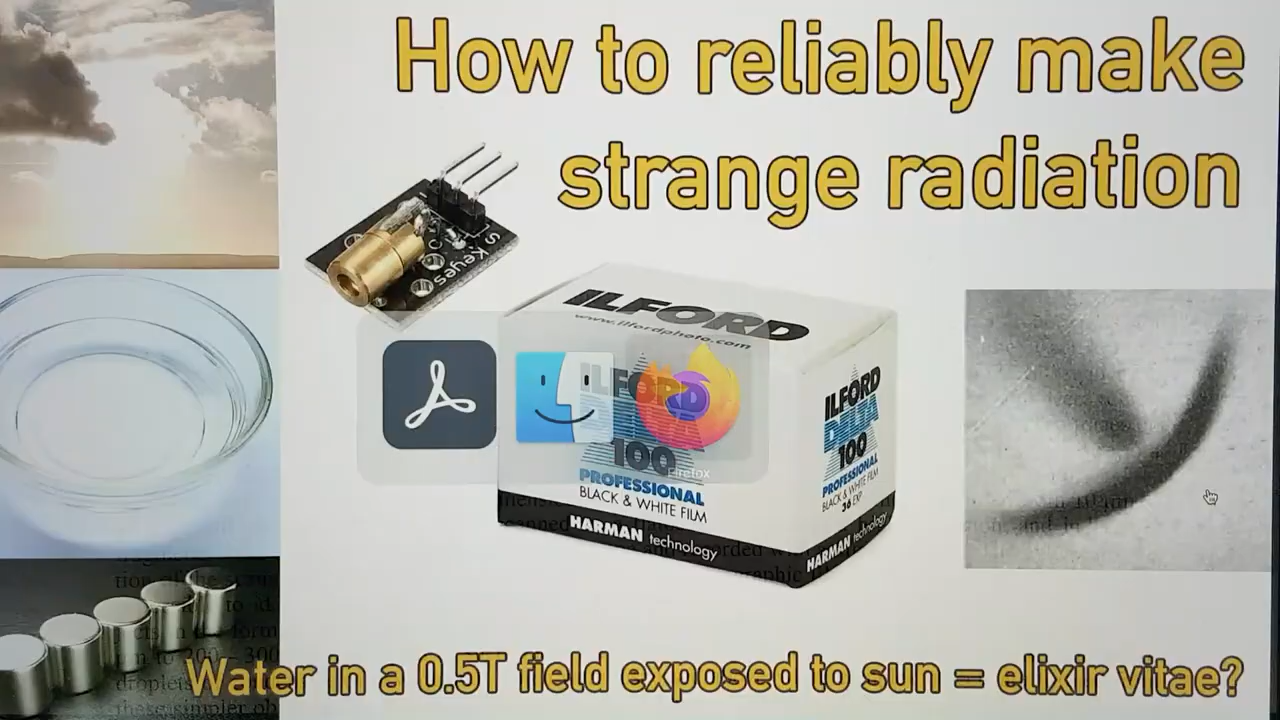 How to reliably make
strange radiation
S
Keyes
ILFORD
www.ilfordphoto.com
ILFORD
DELTA
100
PROFESSIONAL
BLACK & WHITE FILM
HARMAN technology
ILFORD
DELTA
100
PROFESSIONAL
BLACK & WHITE FILM
36 EXP
HARMAN technology
Firefox
Water in a 0.5T field exposed to sun = elixir vitae?